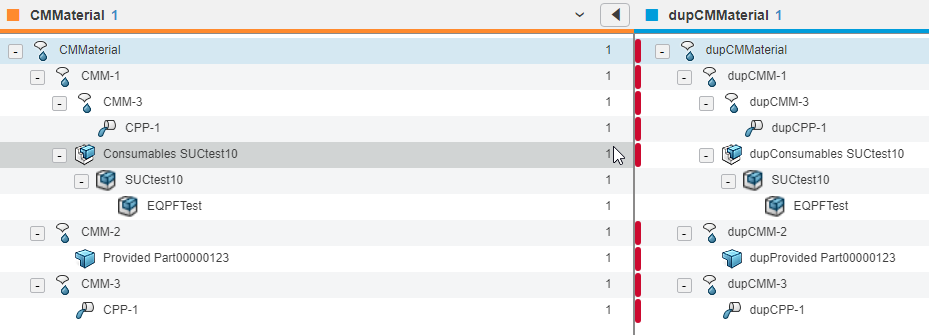 CMMaterial 1 dupCMMaterial 1
- CMMaterial 1 - dupCMMaterial
- CMM-1 1 - dupCMM-1
- CMM-3 1 - dupCMM-3
CPP-1 1 dupCPP-1
- Consumables SUCtest10 1 - dupConsumables SUCtest10
- SUCtest10 1 - SUCtest10
EQPFTest 1 EQPFTest
- CMM-2 1 - dupCMM-2
Provided Part00000123 1 dupProvided Part00000123
- CMM-3 1 - dupCMM-3
CPP-1 1 dupCPP-1